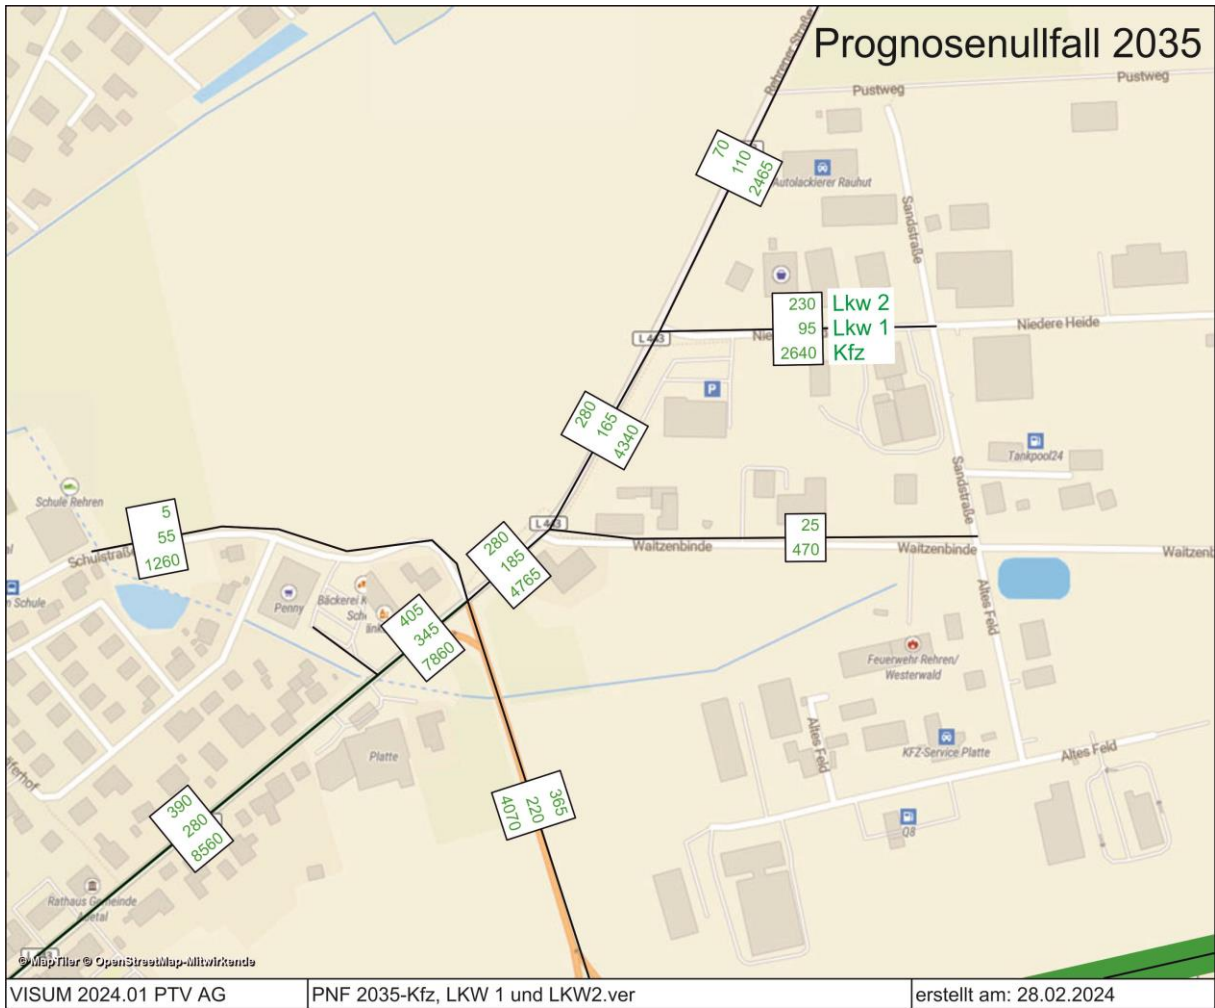 Prognosenullfall 2035
Rehrener Straße
Pustweg
Pustweg
70
110
2465
Autolackierer Rauhut
Sandstraße
230 Lkw 2
95 Lkw 1
2640 Kfz
Niedere Heide
L 443
280
165
4340
P
Tankpool24
Sandstraße
Schule Rehren
5
55
1260
Schulstraße
L 443
280
185
4765
25
470
Waitzenbinde
Waitzenbinde
Penny
Bäckerei
405
345
7860
Altes Feld
Feuerwehr Rehren/
Westerwald
Platte
Altes Feld
KFZ-Service Platte
Altes Feld
365
220
4070
Q8
390
280
8560
Rathaus Gemeinde
© MapTiler © OpenStreetMap-Mitwirkende
VISUM 2024.01 PTV AG
PNF 2035-Kfz, LKW 1 und LKW2.ver
erstellt am: 28.02.2024